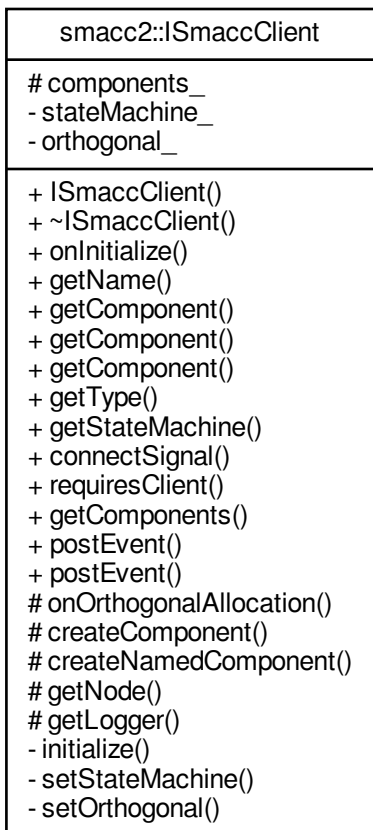 smacc2::ISmaccClient
# components_
- stateMachine_
- orthogonal_
+ ISmaccClient()
+ ~ISmaccClient()
+ onInitialize()
+ getName()
+ getComponent()
+ getComponent()
+ getComponent()
+ getType()
+ getStateMachine()
+ connectSignal()
+ requiresClient()
+ getComponents()
+ postEvent()
+ postEvent()
# onOrthogonalAllocation()
# createComponent()
# createNamedComponent()
# getNode()
# getLogger()
- initialize()
- setStateMachine()
- setOrthogonal()